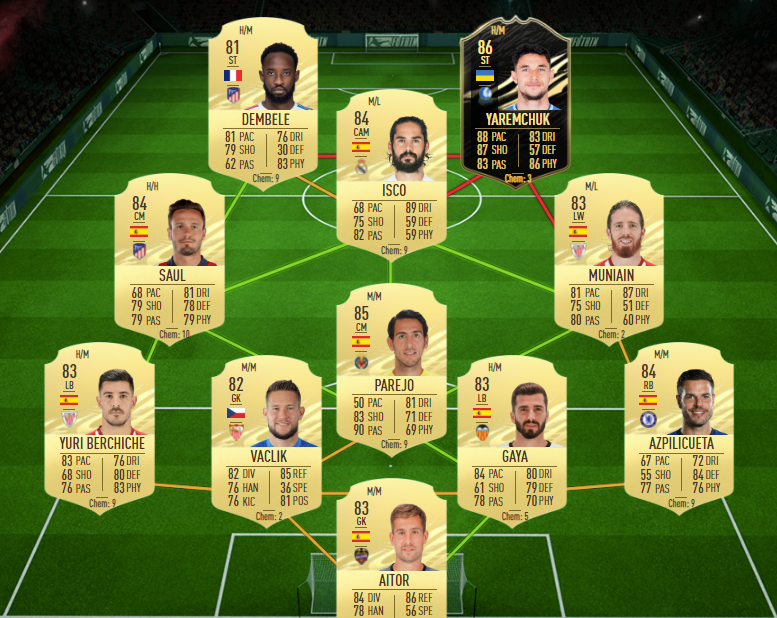 H/M
81
ST
DEMBELE
81 PAC 76 DRI
79 SHO 30 DEF
62 PAS 83 PHY
Chem: 9
H/M
86
ST
YAREMCHUK
88 PAC 83 DRI
87 SHO 57 DEF
83 PAS 86 PHY
Chem: 3
M/L
84
CAM
ISCO
68 PAC 89 DRI
75 SHO 59 DEF
82 PAS 59 PHY
Chem: 9
H/H
84
CM
SAUL
68 PAC 81 DRI
79 SHO 78 DEF
79 PAS 79 PHY
Chem: 10
M/L
83
LW
MUNIAIN
81 PAC 87 DRI
75 SHO 51 DEF
80 PAS 60 PHY
Chem: 2
M/M
85
CM
PAREJO
50 PAC 81 DRI
83 SHO 71 DEF
90 PAS 69 PHY
Chem: 9
H/M
83
LB
YURI BERCHICHE
83 PAC 76 DRI
68 SHO 80 DEF
76 PAS 83 PHY
Chem: 9
M/M
82
GK
VACLIK
82 DIV 85 REF
76 HAN 36 SPE
76 KIC 81 POS
Chem: 2
H/M
83
LB
GAYA
84 PAC 80 DRI
61 SHO 79 DEF
78 PAS 70 PHY
Chem: 5
M/M
84
RB
AZPILICUETA
67 PAC 72 DRI
55 SHO 84 DEF
77 PAS 76 PHY
Chem: 9
M/M
83
GK
AITOR
84 DIV 86 REF
78 HAN 56 SPE